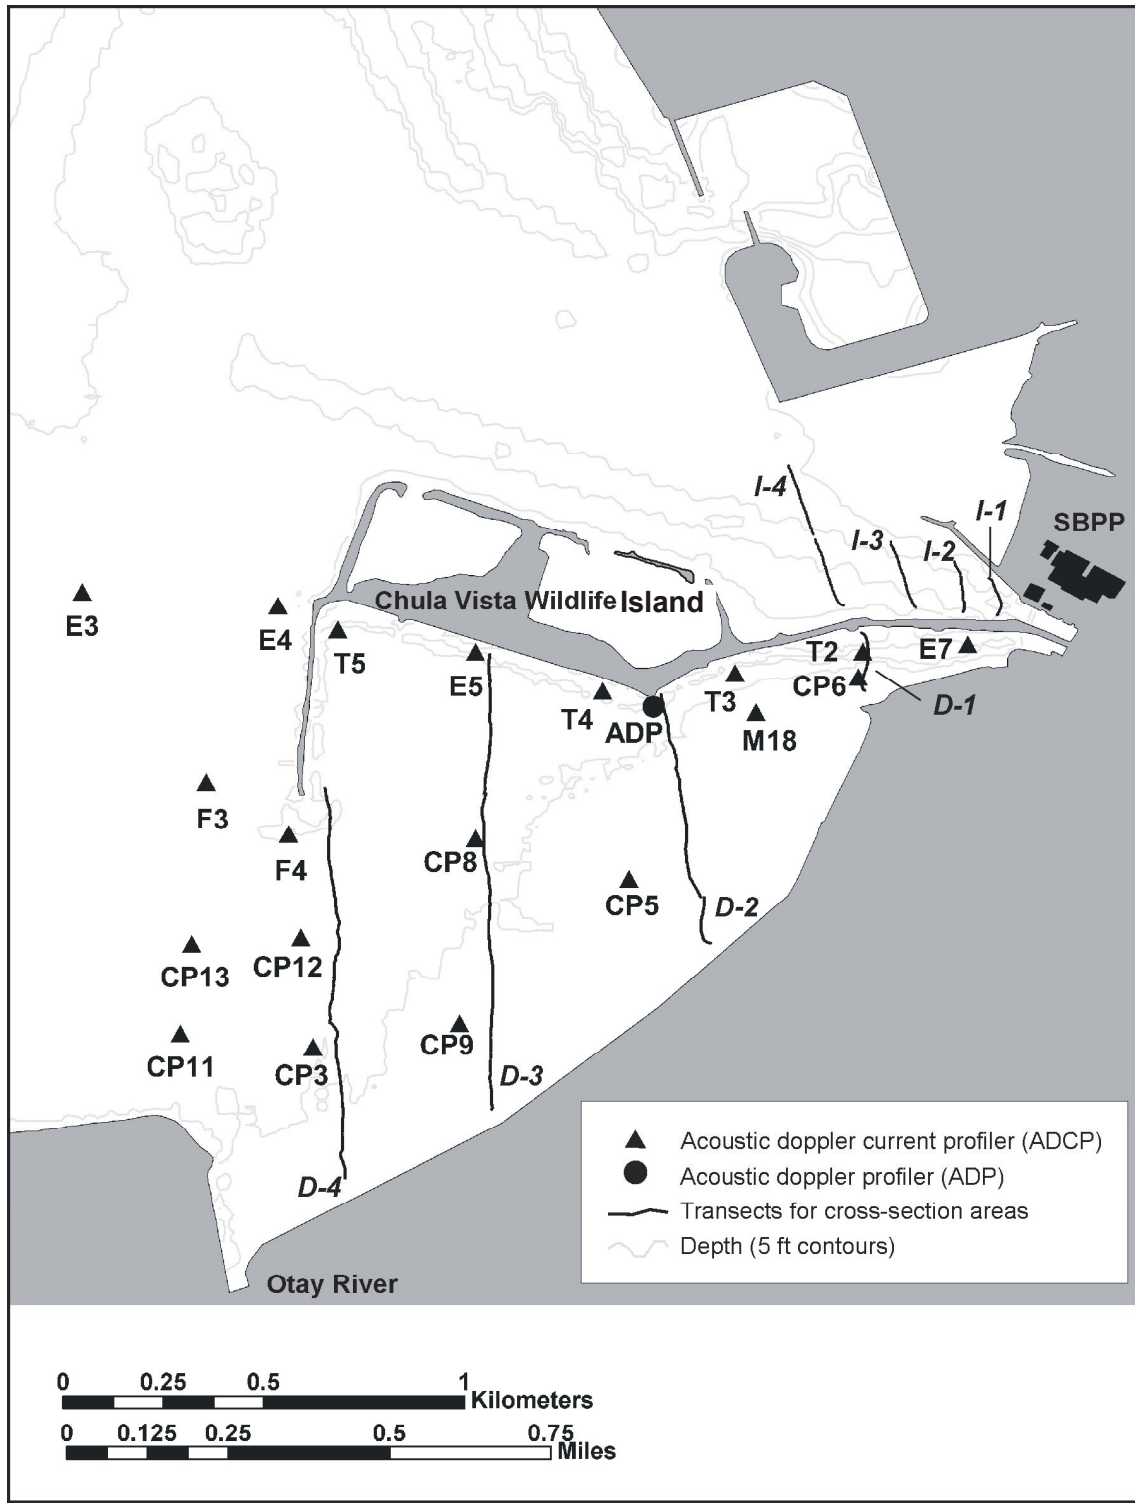 I-4
I-1
SBPP
I-3
I-2
Chula Vista Wildlife Island
E3
E4
T5
T2
E7
E5
CP6
T3
D-1
T4
ADP
M18
F3
CP8
F4
CP5
D-2
CP13
CP12
CP9
CP11
CP3
D-3
D-4
Acoustic doppler current profiler (ADCP)
Acoustic doppler profiler (ADP)
Transects for cross-section areas
Depth (5 ft contours)
Otay River
0 0.25 0.5 1
Kilometers
0 0.125 0.25 0.5 0.75
Miles